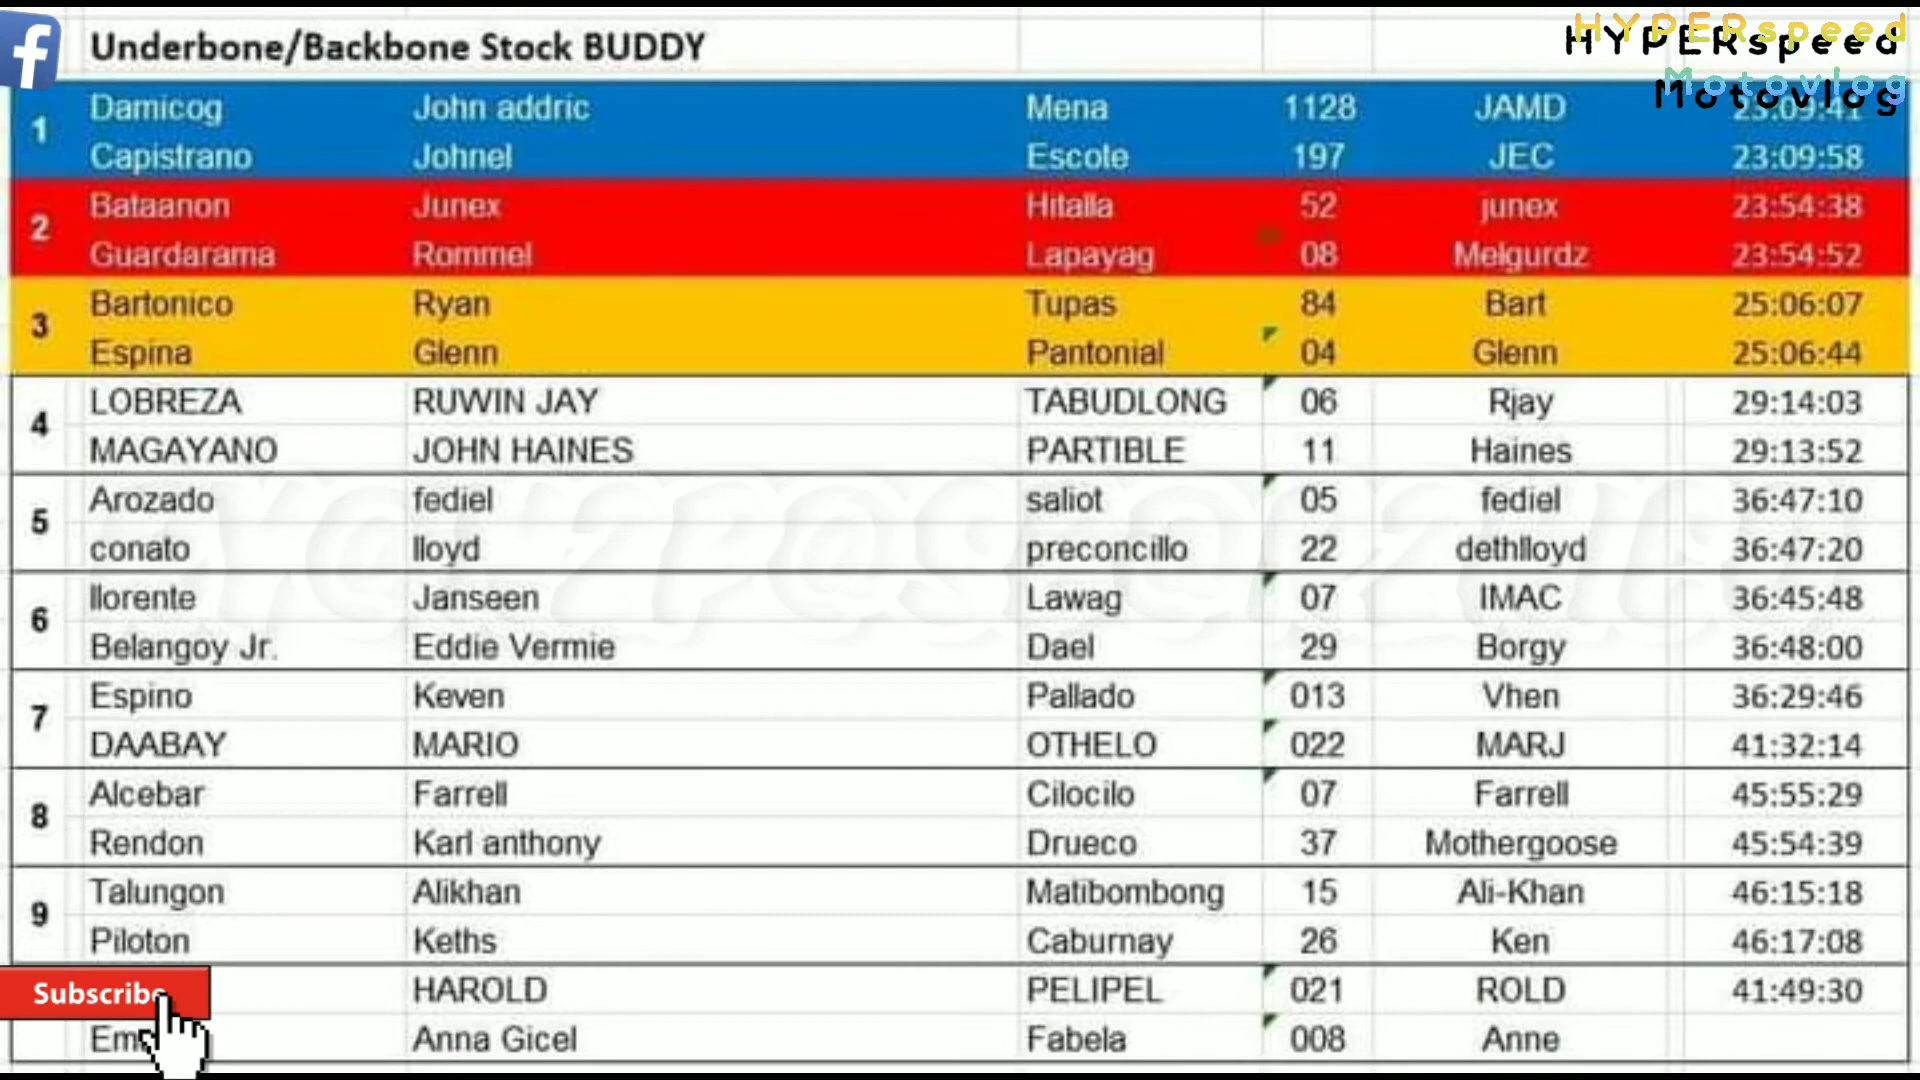 Underbone/Backbone Stock BUDDY
HYPERspeed
Motovlog
1
Damicog John addric Mena 1128 JAMD 23:09:41
Capistrano Johnel Escote 197 JEC 23:09:58
2
Bataanon Junex Hitalla 52 junex 23:54:38
Guardarama Rommel Lapayag 08 Melgurdz 23:54:52
3
Bartonico Ryan Tupas 84 Bart 25:06:07
Espina Glenn Pantonial 04 Glenn 25:06:44
4
LOBREZA RUWIN JAY TABUDLONG 06 Rjay 29:14:03
MAGAYANO JOHN HAINES PARTIBLE 11 Haines 29:13:52
5
Arozado fediel saliot 05 fediel 36:47:10
conato lloyd preconcillo 22 dethlloyd 36:47:20
6
llorente Janseen Lawag 07 IMAC 36:45:48
Belangoy Jr. Eddie Vermie Dael 29 Borgy 36:48:00
7
Espino Keven Pallado 013 Vhen 36:29:46
DAABAY MARIO OTHELO 022 MARJ 41:32:14
8
Alcebar Farrell Cilocilo 07 Farrell 45:55:29
Rendon Karl anthony Drueco 37 Mothergoose 45:54:39
9
Talungon Alikhan Matibombong 15 Ali-Khan 46:15:18
Piloton Keths Caburnay 26 Ken 46:17:08
Subscribe
HAROLD PELIPEL 021 ROLD 41:49:30
Anna Gicel Fabela 008 Anne